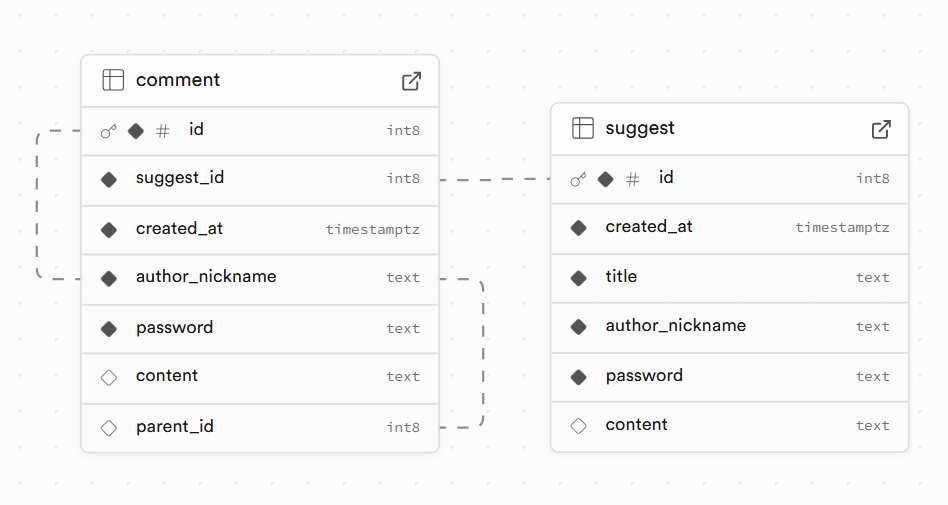 comment
# id int8
suggest_id int8
created_at timestamptz
author_nickname text
password text
content text
parent_id int8
suggest
# id int8
created_at timestamptz
title text
author_nickname text
password text
content text